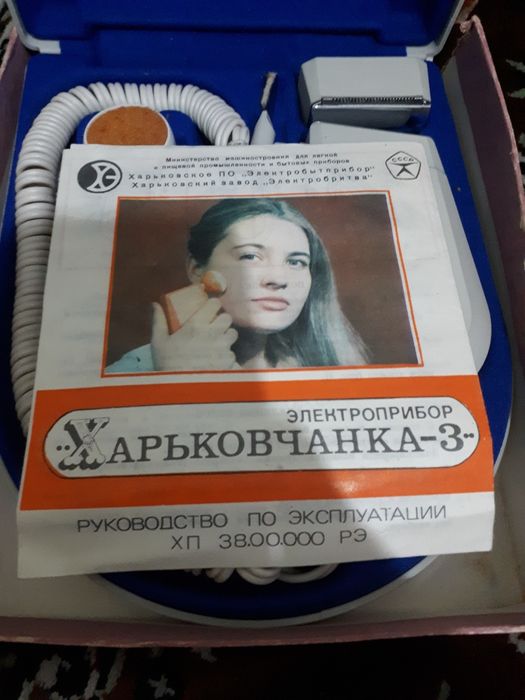 Министерство машиностроения для легкой
и пищевой промышленности и бытовых приборов
Харьковское ПО „Электробытприбор"
Харьковский завод „Электробритва"
СССР
ЭЛЕКТРОПРИБОР
„ХАРЬКОВЧАНКА-3"
РУКОВОДСТВО ПО ЭКСПЛУАТАЦИИ
ХП 38.00.000 РЭ